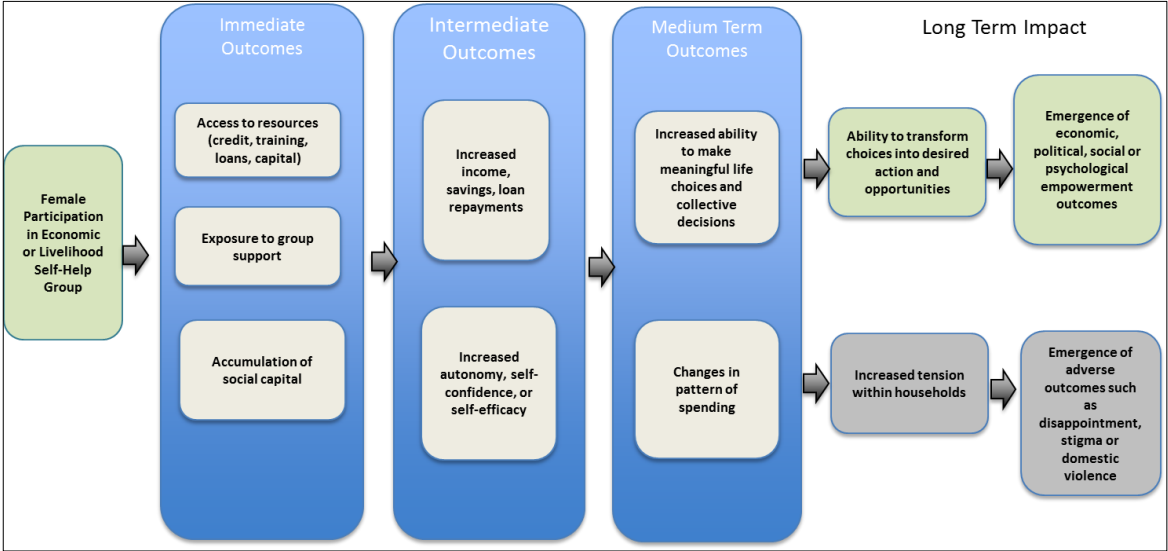 Immediate
Outcomes
Intermediate
Outcomes
Medium Term
Outcomes
Long Term Impact
Female
Participation
in Economic
or Livelihood
Self-Help
Group
Access to resources
(credit, training,
loans, capital)
Exposure to group
support
Accumulation of
social capital
Increased
income,
savings, loan
repayments
Increased
autonomy, self-
confidence, or
self-efficacy
Increased ability
to make
meaningful life
choices and
collective
decisions
Changes in
pattern of
spending
Ability to transform
choices into desired
action and
opportunities
Emergence of
economic,
political, social or
psychological
empowerment
outcomes
Increased tension
within households
Emergence of
adverse
outcomes such
as
disappointment,
stigma or
domestic
violence